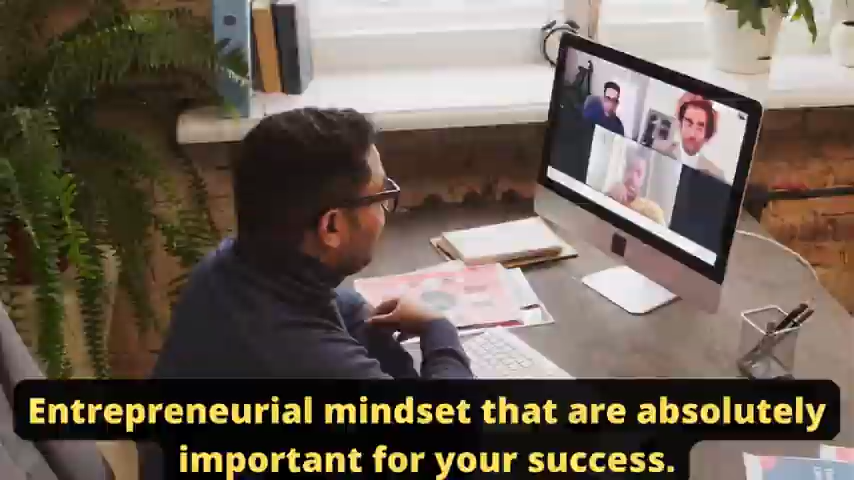 Entrepreneurial mindset that are absolutely
important for your success.